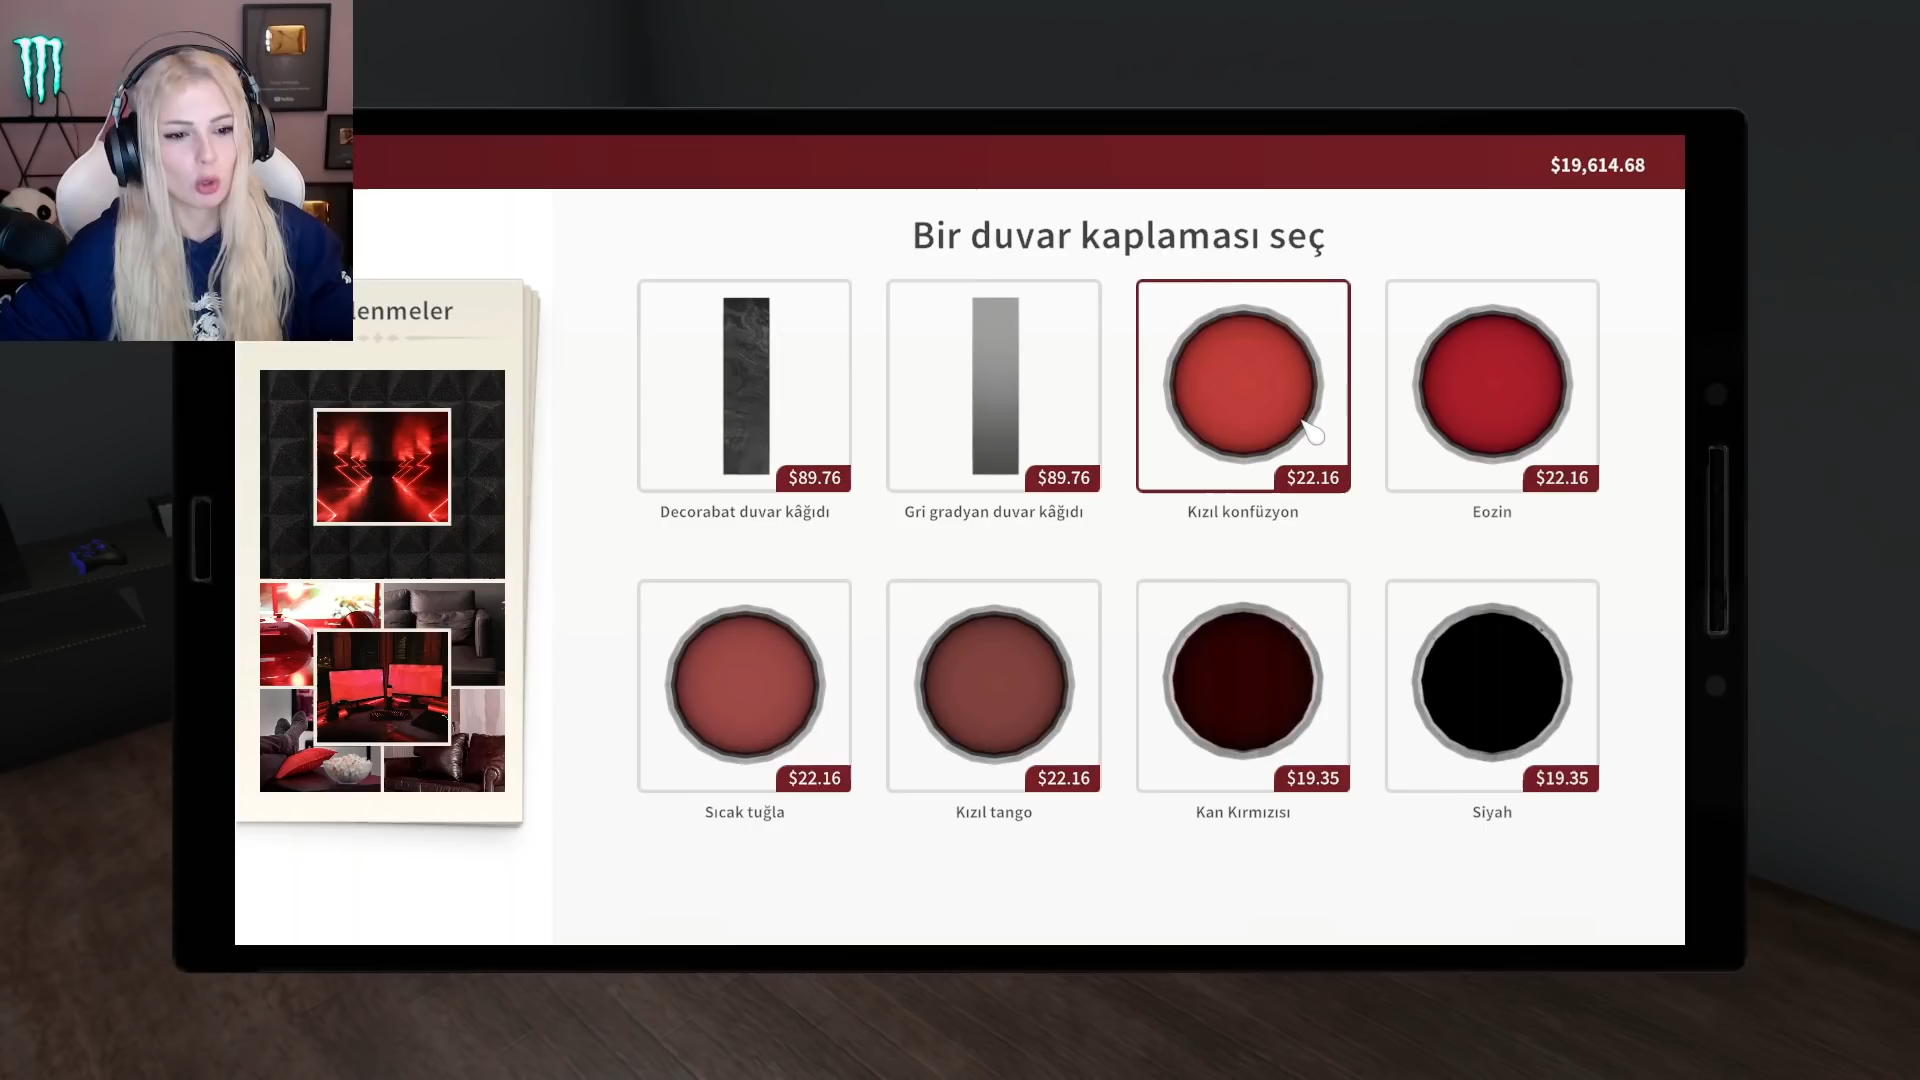 $19,614.68
Bir duvar kaplaması seç
lenmeler
$89.76
$89.76
$22.16
$22.16
Decorabat duvar kâğıdı
Gri gradyan duvar kâğıdı
Kızıl konfüzyon
Eozin
$22.16
$22.16
$19.35
$19.35
Sıcak tuğla
Kızıl tango
Kan Kırmızısı
Siyah